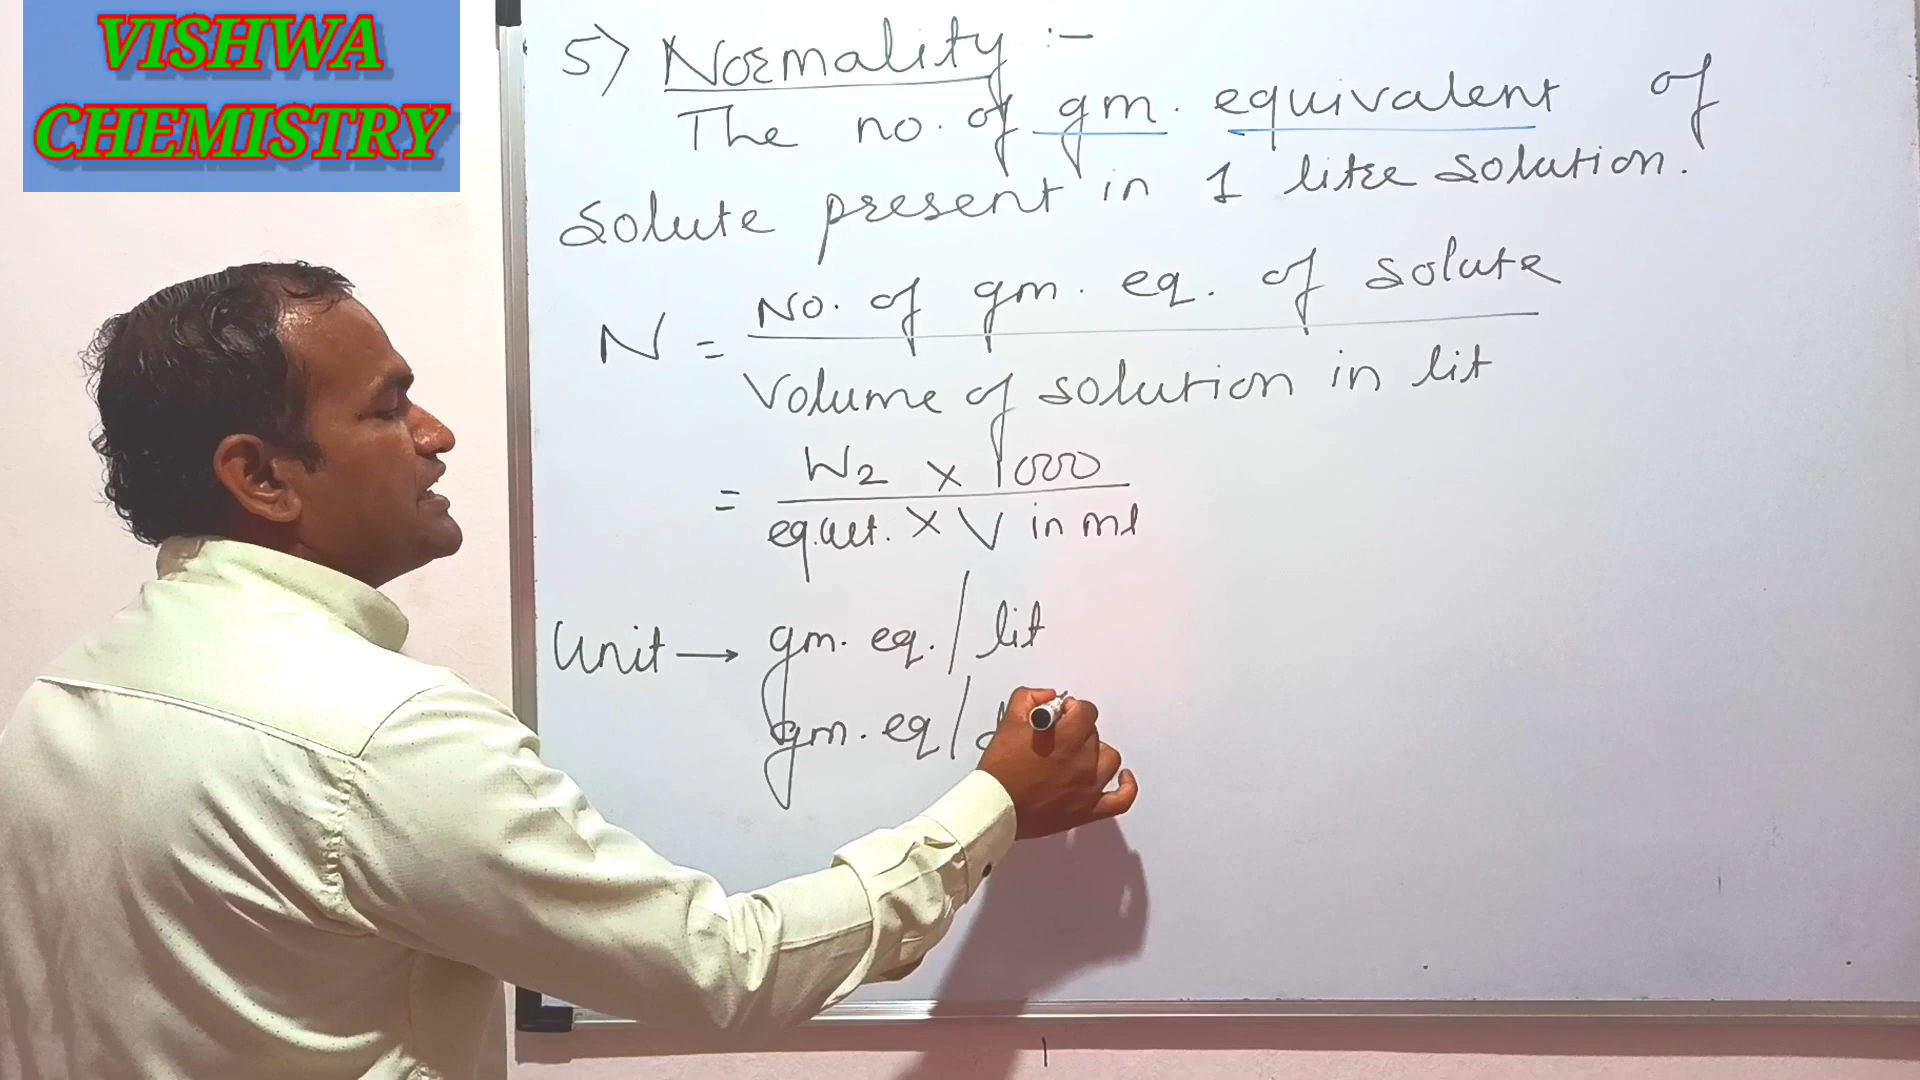 VISHWA
CHEMISTRY
5) Normality :-
The no. of gm. equivalent of
solute present in 1 litre solution.
N = No. of gm. eq. of solute
Volume of solution in lit
= W2 x 1000
eq.wt. x V in ml
Unit → gm. eq. / lit
gm. eq /